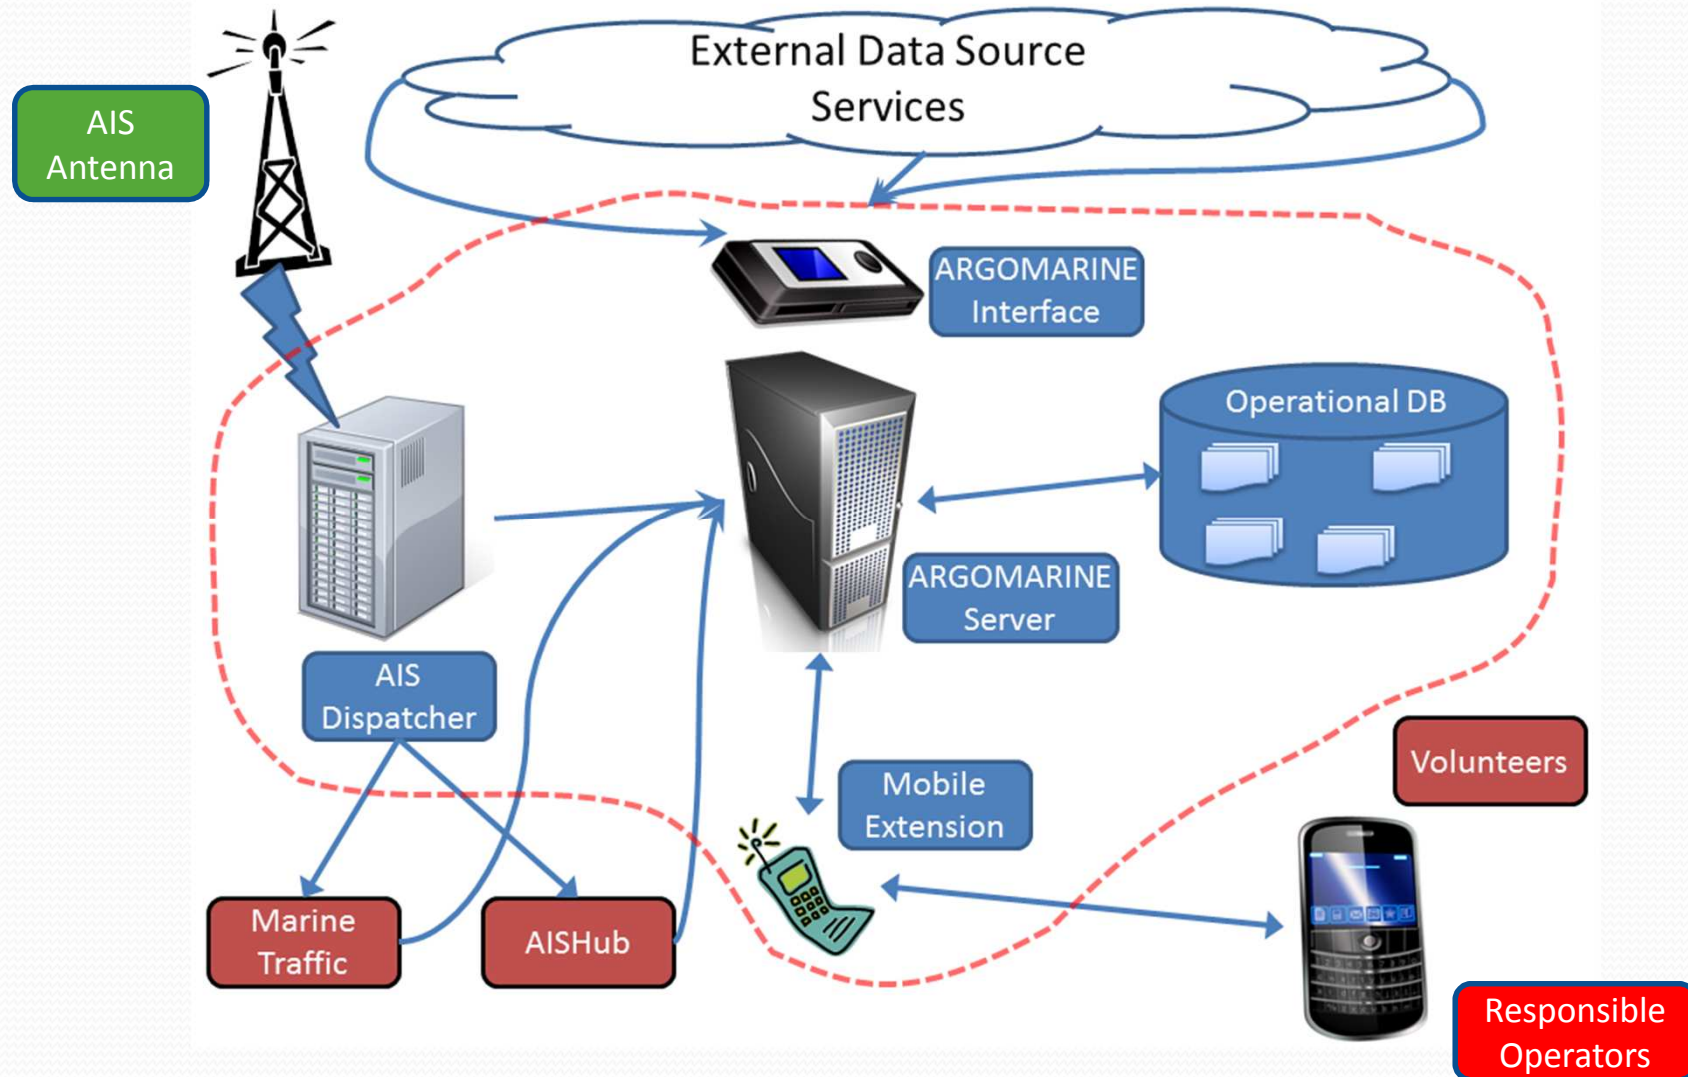 External Data Source
Services
AIS
Antenna
ARGOMARINE
Interface
Operational DB
ARGOMARINE
Server
AIS
Dispatcher
Volunteers
Mobile
Extension
Marine
Traffic
AISHub
Responsible
Operators